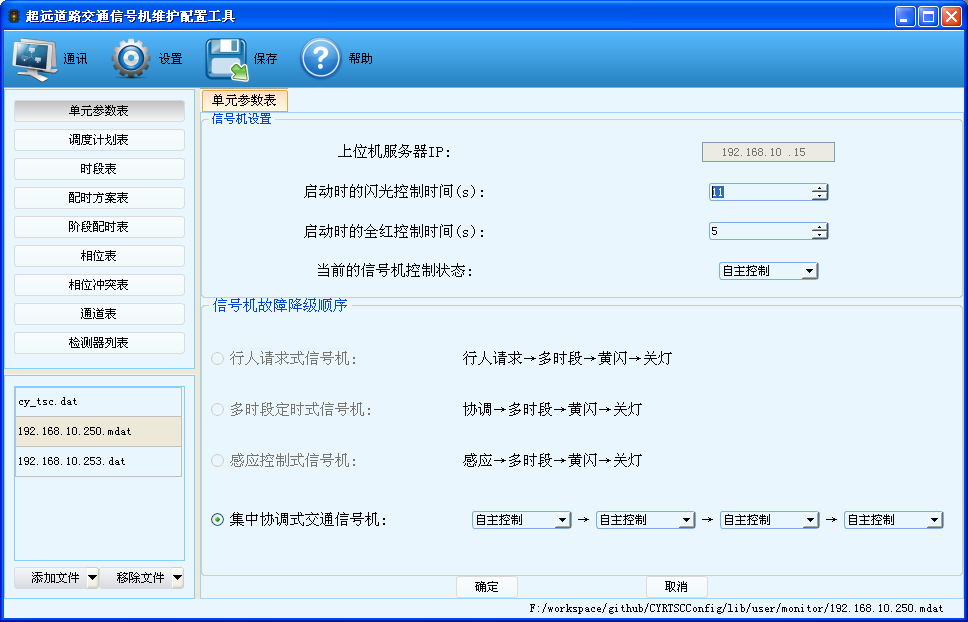 超远道路交通信号机维护配置工具
通讯 设置 保存 帮助
单元参数表
调度计划表
时段表
配时方案表
阶段配时表
相位表
相位冲突表
通道表
检测器列表
cy_tsc.dat
192.168.10.250.mdat
192.168.10.253.dat
添加文件 移除文件
单元参数表
信号机设置
上位机服务器IP: 192.168.10 .15
启动时的闪光控制时间(s): 11
启动时的全红控制时间(s): 5
当前的信号机控制状态: 自主控制
信号机故障降级顺序
行人请求式信号机: 行人请求→多时段→黄闪→关灯
多时段定时式信号机: 协调→多时段→黄闪→关灯
感应控制式信号机: 感应→多时段→黄闪→关灯
集中协调式交通信号机: 自主控制 → 自主控制 → 自主控制 → 自主控制
确定 取消
F:/workspace/github/CYRTSCConfig/lib/user/monitor/192.168.10.250.mdat